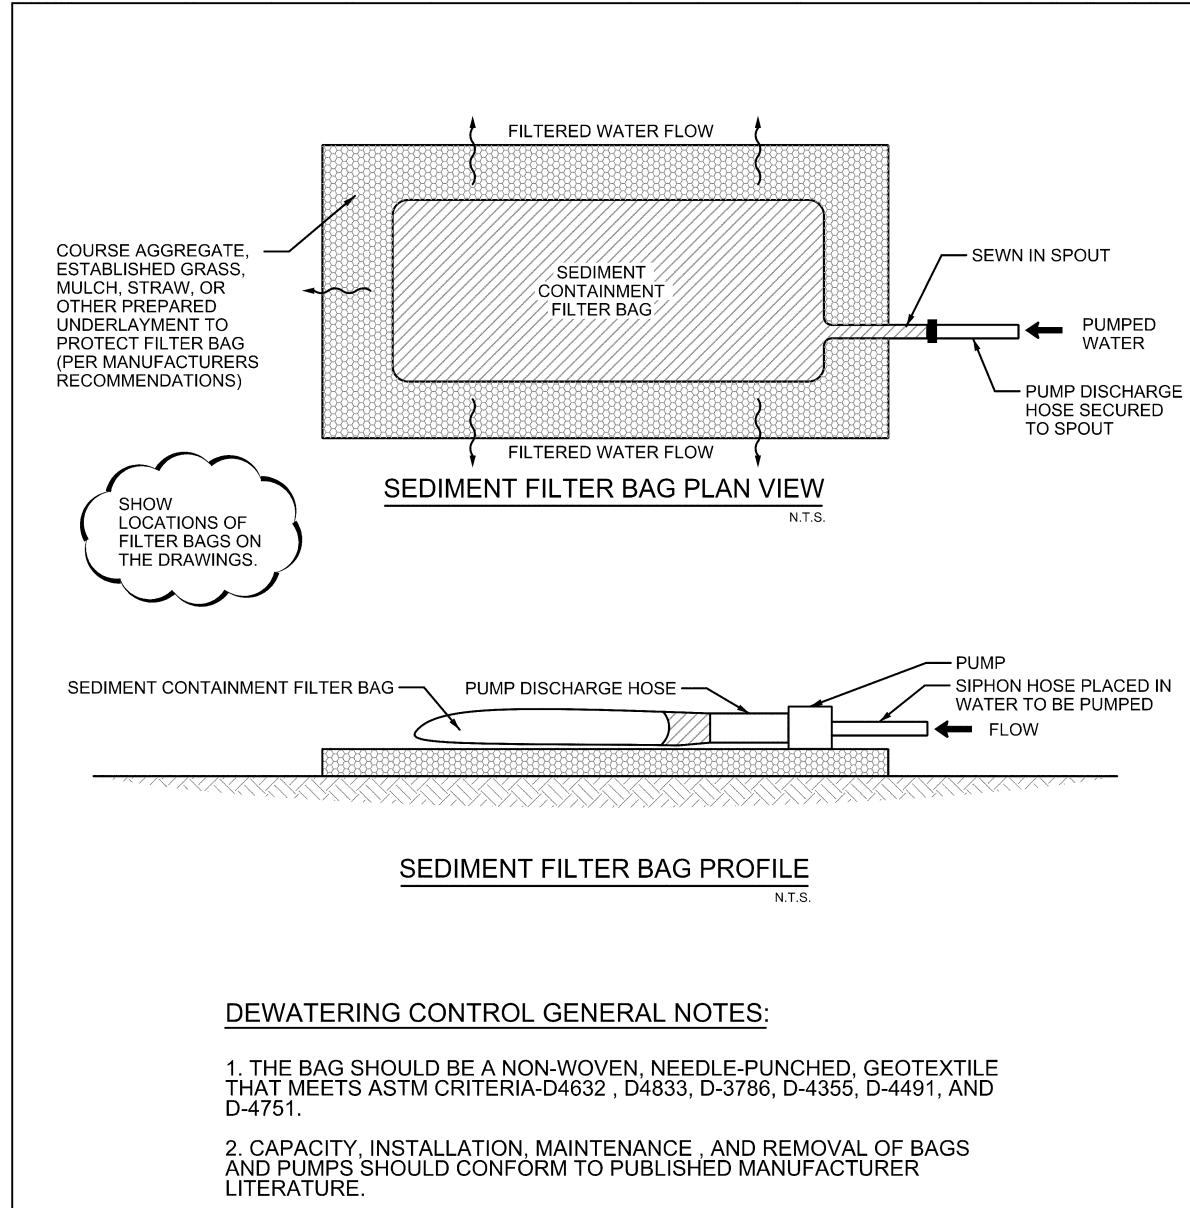 FILTERED WATER FLOW
COURSE AGGREGATE,
ESTABLISHED GRASS,
MULCH, STRAW, OR
OTHER PREPARED
UNDERLAYMENT TO
PROTECT FILTER BAG
(PER MANUFACTURERS
RECOMMENDATIONS)
SEDIMENT
CONTAINMENT
FILTER BAG
SEWN IN SPOUT
PUMPED
WATER
PUMP DISCHARGE
HOSE SECURED
TO SPOUT
FILTERED WATER FLOW
SEDIMENT FILTER BAG PLAN VIEW
N.T.S.
SHOW
LOCATIONS OF
FILTER BAGS ON
THE DRAWINGS.
SEDIMENT CONTAINMENT FILTER BAG
PUMP DISCHARGE HOSE
PUMP
SIPHON HOSE PLACED IN
WATER TO BE PUMPED
FLOW
SEDIMENT FILTER BAG PROFILE
N.T.S.
DEWATERING CONTROL GENERAL NOTES:
1. THE BAG SHOULD BE A NON-WOVEN, NEEDLE-PUNCHED, GEOTEXTILE
THAT MEETS ASTM CRITERIA-D4632 , D4833, D-3786, D-4355, D-4491, AND
D-4751.
2. CAPACITY, INSTALLATION, MAINTENANCE , AND REMOVAL OF BAGS
AND PUMPS SHOULD CONFORM TO PUBLISHED MANUFACTURER
LITERATURE.